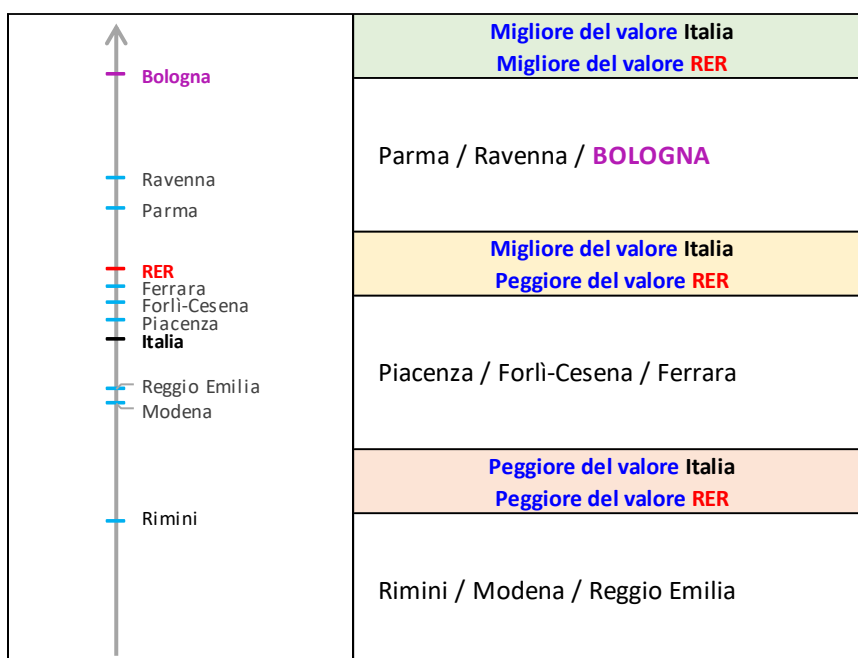 Bologna
Ravenna
Parma
RER
Ferrara
Forlì-Cesena
Piacenza
Italia
Reggio Emilia
Modena
Rimini
Migliore del valore Italia
Migliore del valore RER
Parma / Ravenna / BOLOGNA
Migliore del valore Italia
Peggiore del valore RER
Piacenza / Forlì-Cesena / Ferrara
Peggiore del valore Italia
Peggiore del valore RER
Rimini / Modena / Reggio Emilia